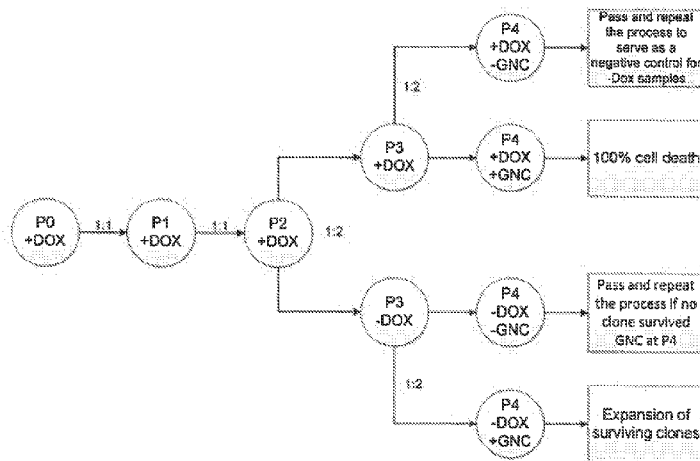 P4
+DOX
-GNC
Pass and repeat
the process to
serve as a
negative control for
-Dox samples
1:2
P3
+DOX
P4
+DOX
+GNC
100% cell death
P0
+DOX
1:1
P1
+DOX
1:1
P2
+DOX
1:2
P3
-DOX
P4
-DOX
-GNC
Pass and repeat
the process if no
clone survived
GNC at P4
1:2
P4
-DOX
+GNC
Expansion of
surviving clones